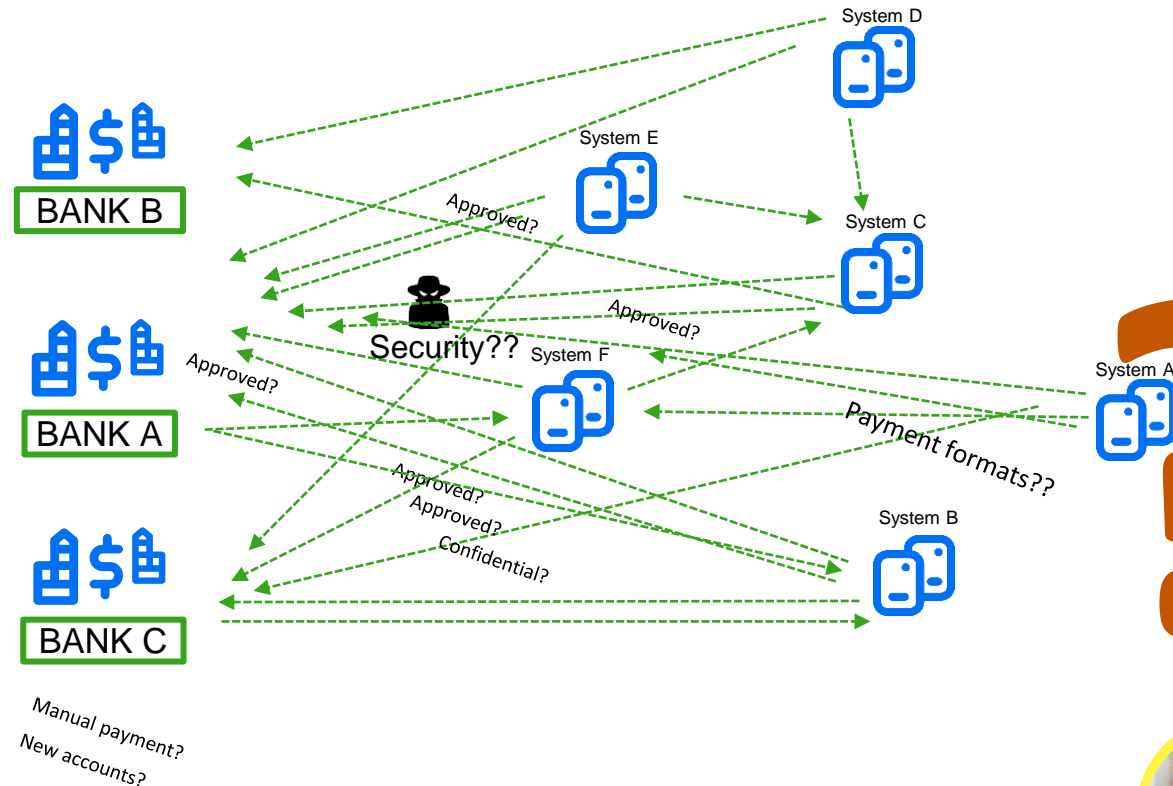 System D
System E
BANK B
Approved?
System C
Approved?
Security??
System F
System A
Approved?
BANK A
Payment formats??
Approved?
Approved?
Confidential?
System B
BANK C
Manual payment?
New accounts?